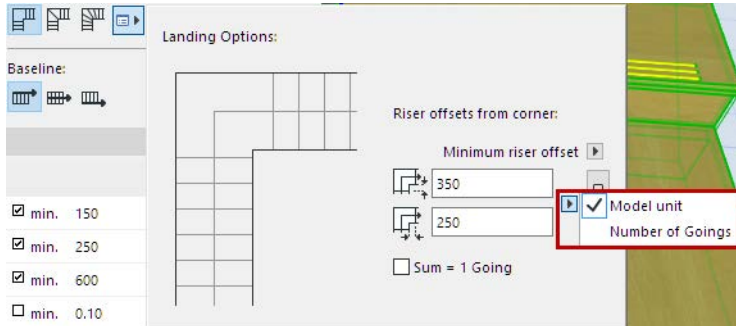 Landing Options:
Baseline:
Riser offsets from corner:
Minimum riser offset
350
250
Model unit
Number of Goings
Sum = 1 Going
min. 150
min. 250
min. 600
min. 0.10